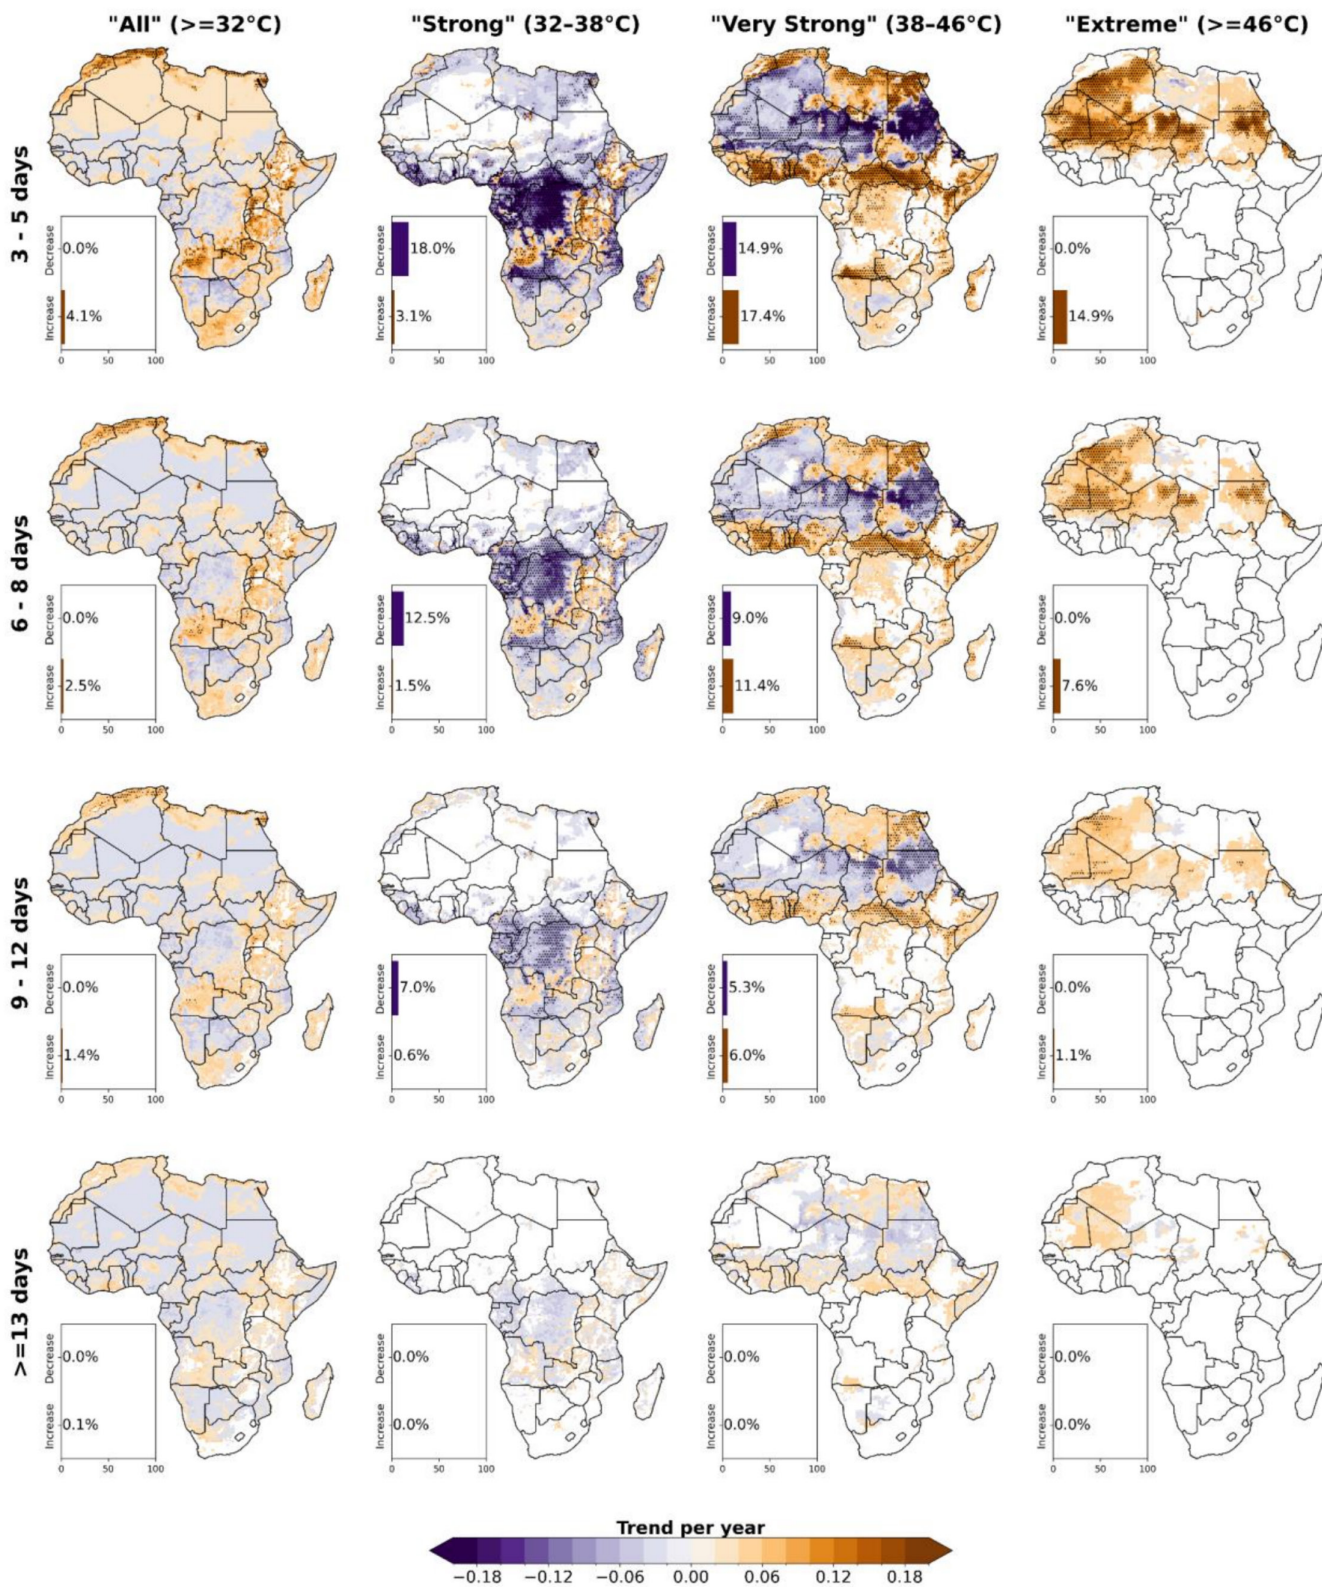 "All" (>=32°C) "Strong" (32–38°C) "Very Strong" (38–46°C) "Extreme" (>=46°C)
3 - 5 days
Decrease 0.0% Decrease 18.0% Decrease 14.9% Decrease 0.0%
Increase 4.1% Increase 3.1% Increase 17.4% Increase 14.9%
0 50 100 0 50 100 0 50 100 0 50 100
6 - 8 days
Decrease 0.0% Decrease 12.5% Decrease 9.0% Decrease 0.0%
Increase 2.5% Increase 1.5% Increase 11.4% Increase 7.6%
0 50 100 0 50 100 0 50 100 0 50 100
9 - 12 days
Decrease 0.0% Decrease 7.0% Decrease 5.3% Decrease 0.0%
Increase 1.4% Increase 0.6% Increase 6.0% Increase 1.1%
0 50 100 0 50 100 0 50 100 0 50 100
>=13 days
Decrease 0.0% Decrease 0.0% Decrease 0.0% Decrease 0.0%
Increase 0.1% Increase 0.0% Increase 0.0% Increase 0.0%
0 50 100 0 50 100 0 50 100 0 50 100
Trend per year
−0.18 −0.12 −0.06 0.00 0.06 0.12 0.18